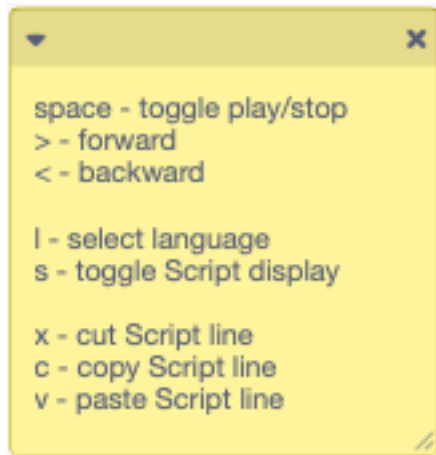 space - toggle play/stop
> - forward
< - backward
l - select language
s - toggle Script display
x - cut Script line
c - copy Script line
v - paste Script line